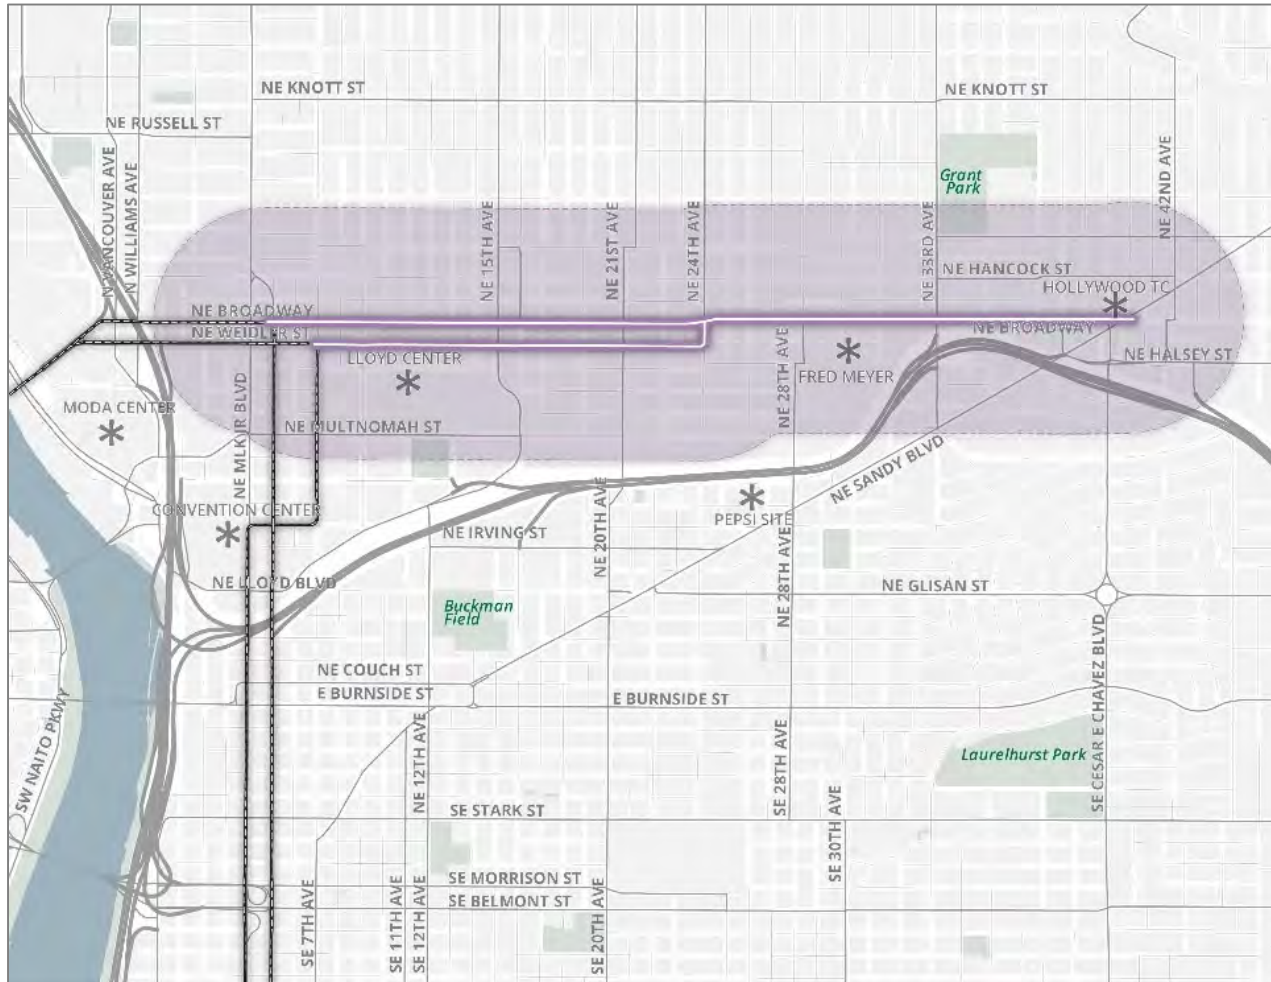 NE KNOTT ST
NE KNOTT ST
NE RUSSELL ST
N VANCOUVER AVE
N WILLIAMS AVE
Grant
Park
NE 42ND AVE
NE 15TH AVE
NE 21ST AVE
NE 24TH AVE
NE 33RD AVE
NE HANCOCK ST
HOLLYWOOD TC
NE BROADWAY
NE BROADWAY
NE WEIDLER ST
LLOYD CENTER
NE HALSEY ST
NE 28TH AVE
FRED MEYER
MODA CENTER
NE MLK JR BLVD
NE MULTNOMAH ST
NE SANDY BLVD
CONVENTION CENTER
PEPSI SITE
NE IRVING ST
NE 20TH AVE
NE 28TH AVE
NE LLOYD BLVD
NE GLISAN ST
Buckman
Field
SE CESAR E CHAVEZ BLVD
NE COUCH ST
E BURNSIDE ST
E BURNSIDE ST
SW NAITO PKWY
NE 12TH AVE
SE 28TH AVE
Laurelhurst Park
SE STARK ST
SE 30TH AVE
SE MORRISON ST
SE BELMONT ST
SE 7TH AVE
SE 11TH AVE
SE 12TH AVE
SE 20TH AVE